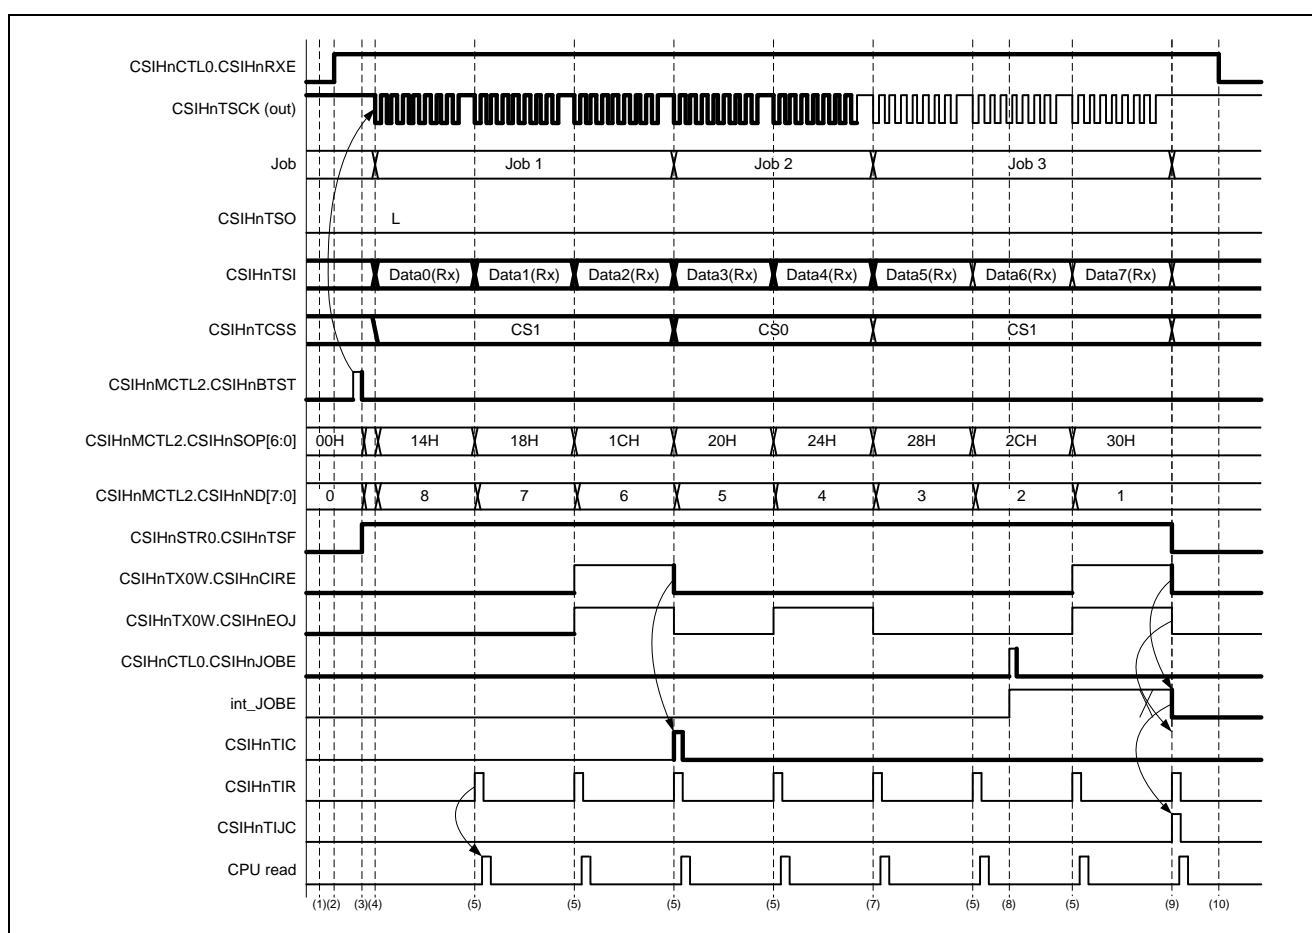 CSIHnCTL0.CSIHnRXE
CSIHnTSCK (out)
Job Job 1 Job 2 Job 3
CSIHnTSO L
CSIHnTSI Data0(Rx) Data1(Rx) Data2(Rx) Data3(Rx) Data4(Rx) Data5(Rx) Data6(Rx) Data7(Rx)
CSIHnTCSS CS1 CS0 CS1
CSIHnMCTL2.CSIHnBTST
CSIHnMCTL2.CSIHnSOP[6:0] 00H 14H 18H 1CH 20H 24H 28H 2CH 30H
CSIHnMCTL2.CSIHnND[7:0] 0 8 7 6 5 4 3 2 1
CSIHnSTR0.CSIHnTSF
CSIHnTX0W.CSIHnCIRE
CSIHnTX0W.CSIHnEOJ
CSIHnCTL0.CSIHnJOBE
int_JOBE
CSIHnTIC
CSIHnTIR
CSIHnTIJC
CPU read
(1)(2) (3)(4) (5) (5) (5) (5) (7) (5) (8) (5) (9) (10)